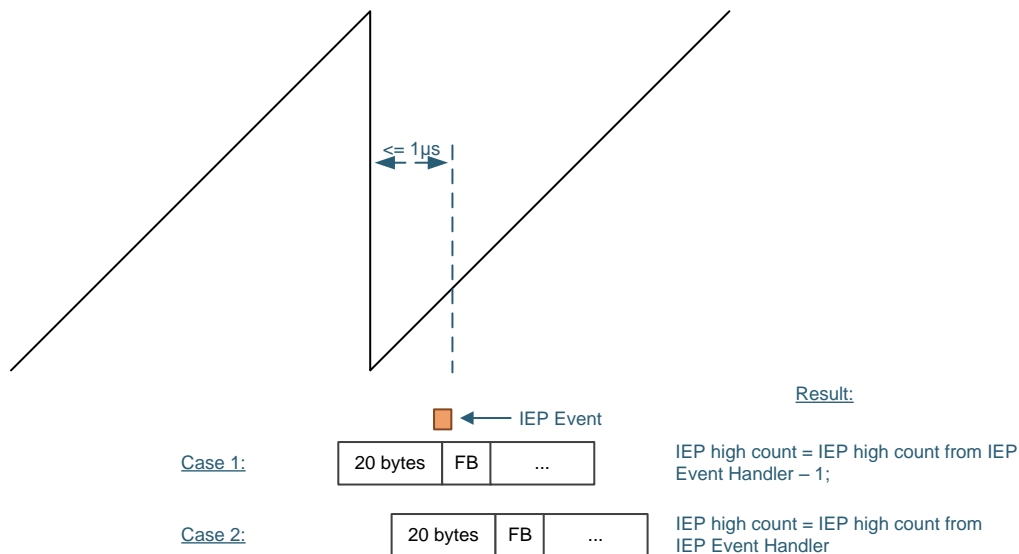 <= 1µs
Result:
IEP Event
Case 1:
20 bytes FB ...
IEP high count = IEP high count from IEP
Event Handler – 1;
Case 2:
20 bytes FB ...
IEP high count = IEP high count from
IEP Event Handler